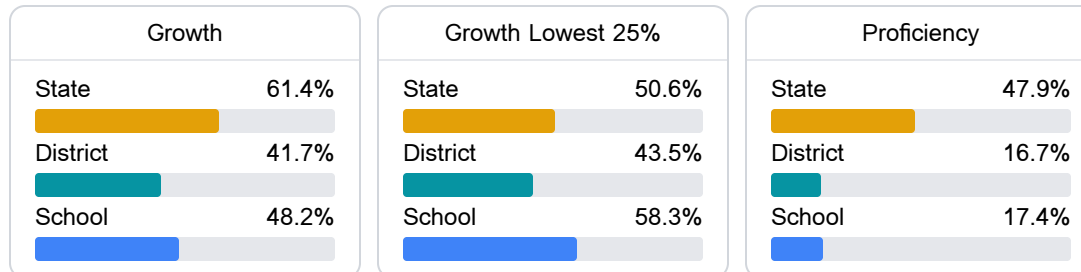 Growth
State 61.4%
District 41.7%
School 48.2%
Growth Lowest 25%
State 50.6%
District 43.5%
School 58.3%
Proficiency
State 47.9%
District 16.7%
School 17.4%